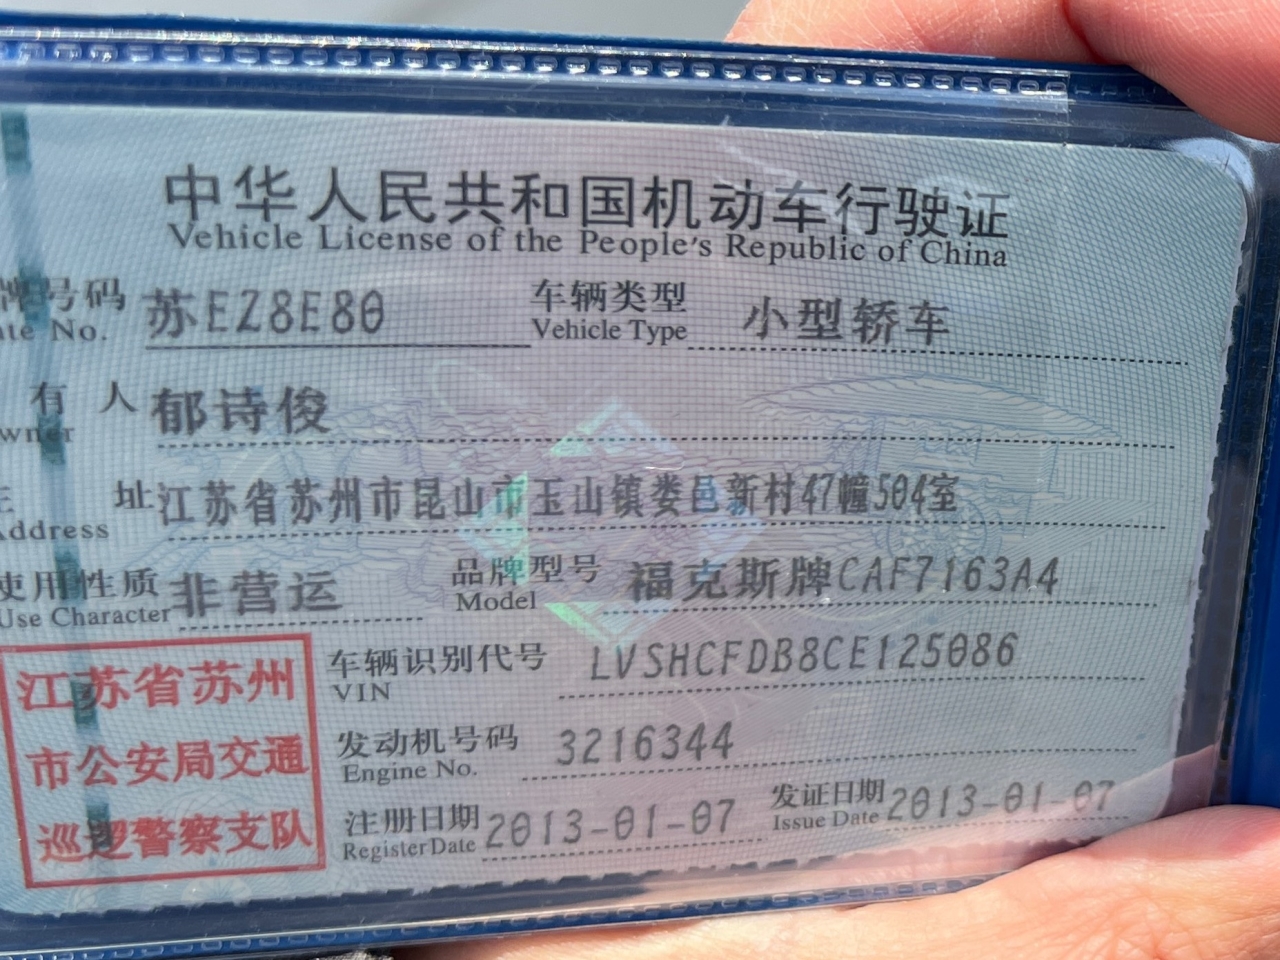 中华人民共和国机动车行驶证
Vehicle License of the People's Republic of China
牌号码 苏EZ8E80 车辆类型 小型轿车
ate No. Vehicle Type
有人 郁诗俊
wner
址 江苏省苏州市昆山市玉山镇娄邑新村47幢504室
Address
使用性质 非营运 品牌型号 福克斯牌CAF7163A4
Use Character Model
江苏省苏州
市公安局交通
巡逻警察支队
车辆识别代号 LVSHCFDB8CE125086
VIN
发动机号码 3216344
Engine No.
注册日期 2013-01-07 发证日期 2013-01-07
Register Date Issue Date